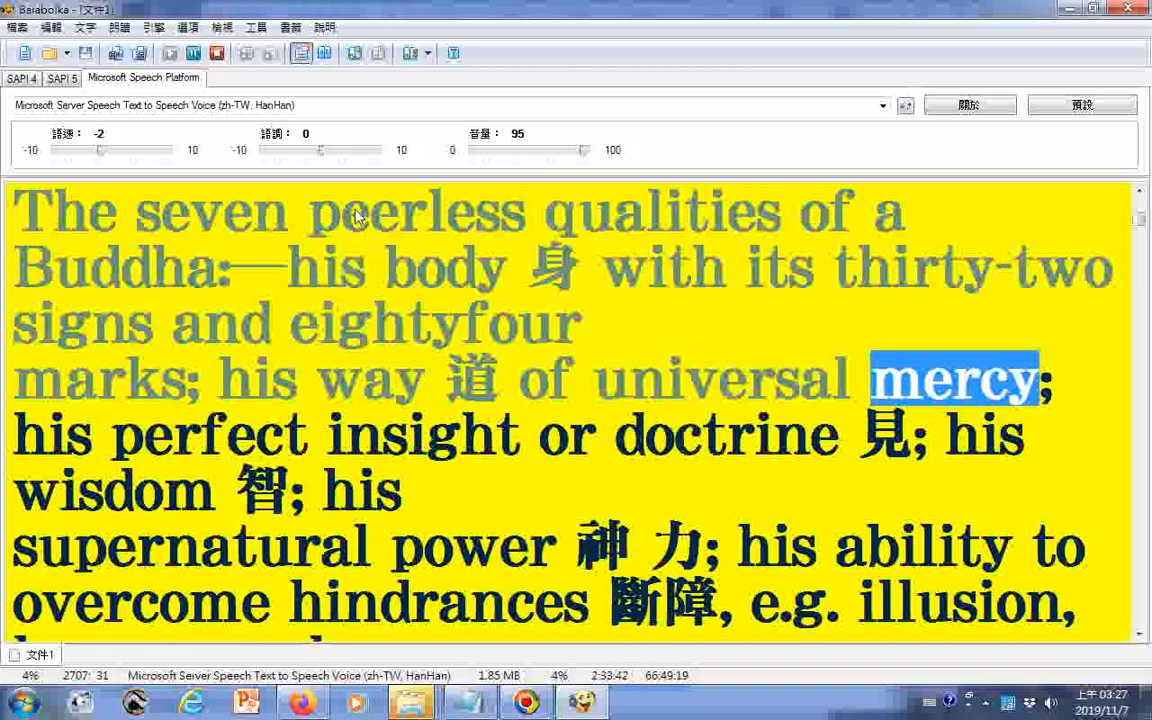 Balabolka - [文件1]
檔案 編輯 文字 朗讀 引擎 選項 檢視 工具 書籤 說明
SAPI 4 SAPI 5 Microsoft Speech Platform
Microsoft Server Speech Text to Speech Voice (zh-TW, HanHan) 關於 預設
語速： -2 語調： 0 音量： 95
-10 10 -10 10 0 100
The seven peerless qualities of a
Buddha:—his body 身 with its thirty-two
signs and eightyfour
marks; his way 道 of universal mercy;
his perfect insight or doctrine 見; his
wisdom 智; his
supernatural power 神 力; his ability to
overcome hindrances 斷障, e.g. illusion,
文件1
4% 2707: 31 Microsoft Server Speech Text to Speech Voice (zh-TW, HanHan) 1.85 MB 4% 2:33:42 66:49:19
上午 03:27
2019/11/7